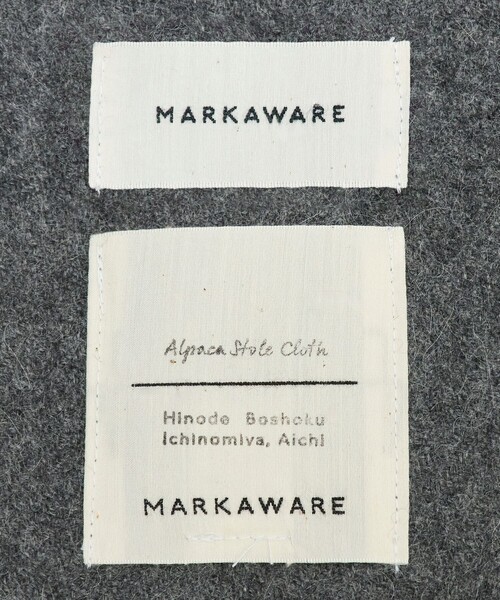 MARKAWARE
Alpaca Stole Cloth
Hinode Boshoku
Ichinomiya, Aichi
MARKAWARE